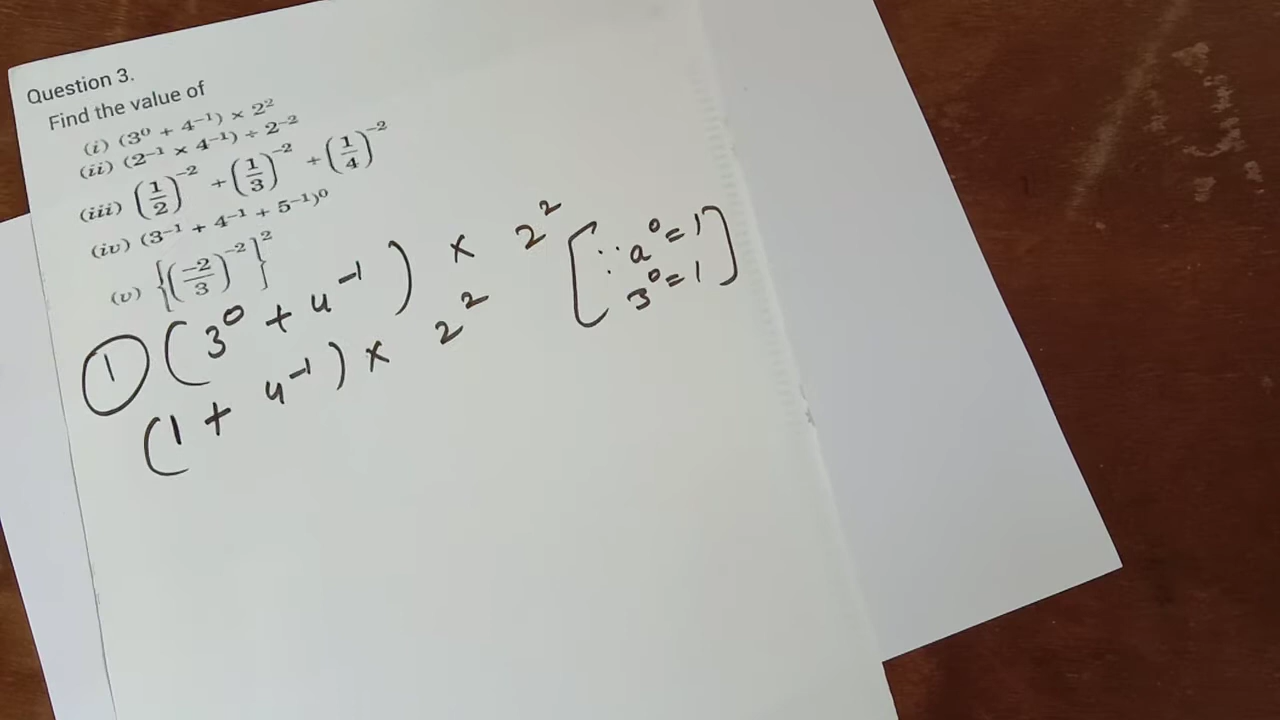 Question 3.
Find the value of
(i) (3⁰ + 4⁻¹) × 2²
(ii) (2⁻¹ × 4⁻¹) ÷ 2⁻²
(iii) (1/2)⁻² + (1/3)⁻² + (1/4)⁻²
(iv) (3⁻¹ + 4⁻¹ + 5⁻¹)⁰
(v) {(-2/3)⁻²}²
① (3⁰ + 4⁻¹) × 2² [∵ a⁰ = 1
3⁰ = 1]
(1 + 4⁻¹) × 2²